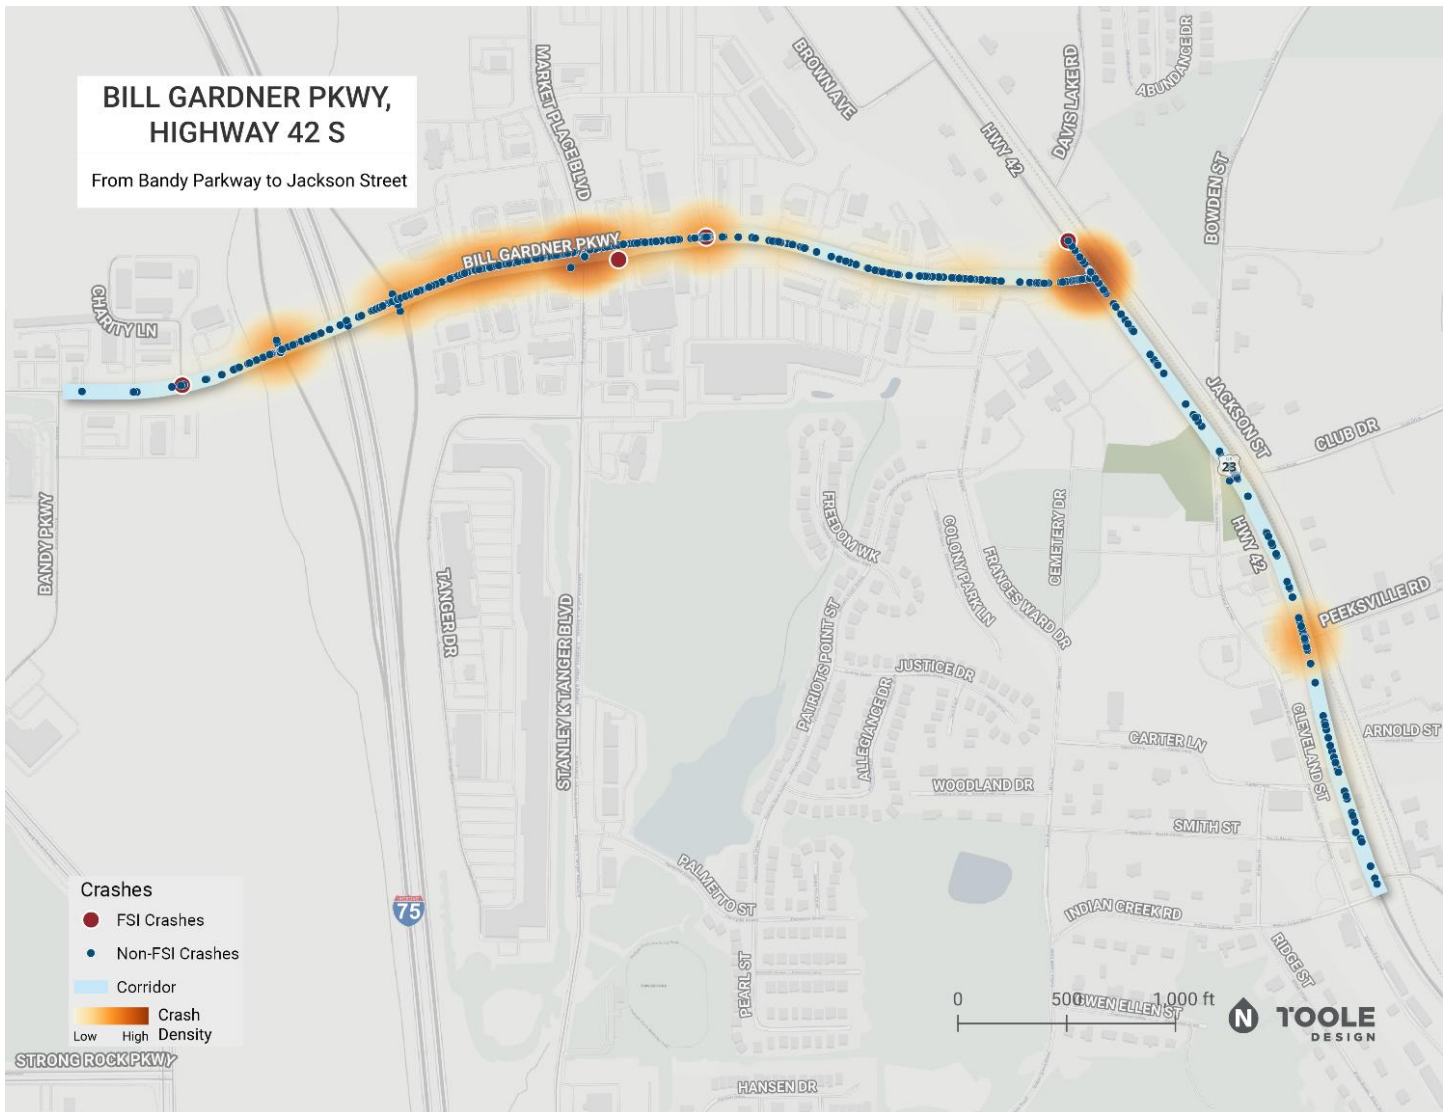 BILL GARDNER PKWY,
HIGHWAY 42 S
From Bandy Parkway to Jackson Street
MARKET PLACE BLVD
BROWN AVE
HWY 42
DAVIS LAKE RD
ABUNDANCE DR
BOWDEN ST
BILL GARDNER PKWY
CHARITY LN
JACKSON ST
CLUB DR
23
HWY 42
BANDY PKWY
TANGER DR
STANLEY K TANGER BLVD
FREEDOM WK
COLONY PARK LN
FRANCES WARD DR
CEMETERY DR
PEEKSVILLE RD
PATRIOTS POINT ST
JUSTICE DR
ALLEGIANCE DR
CARTER LN
CLEVELAND ST
ARNOLD ST
WOODLAND DR
SMITH ST
PALMETTO ST
INDIAN CREEK RD
RIDGE ST
PEARL ST
GWEN ELLEN ST
HANSEN DR
STRONG ROCK PKWY
75
Crashes
FSI Crashes
Non-FSI Crashes
Corridor
Crash
Density
Low High
0 500 1,000 ft
N
TOOLE
DESIGN